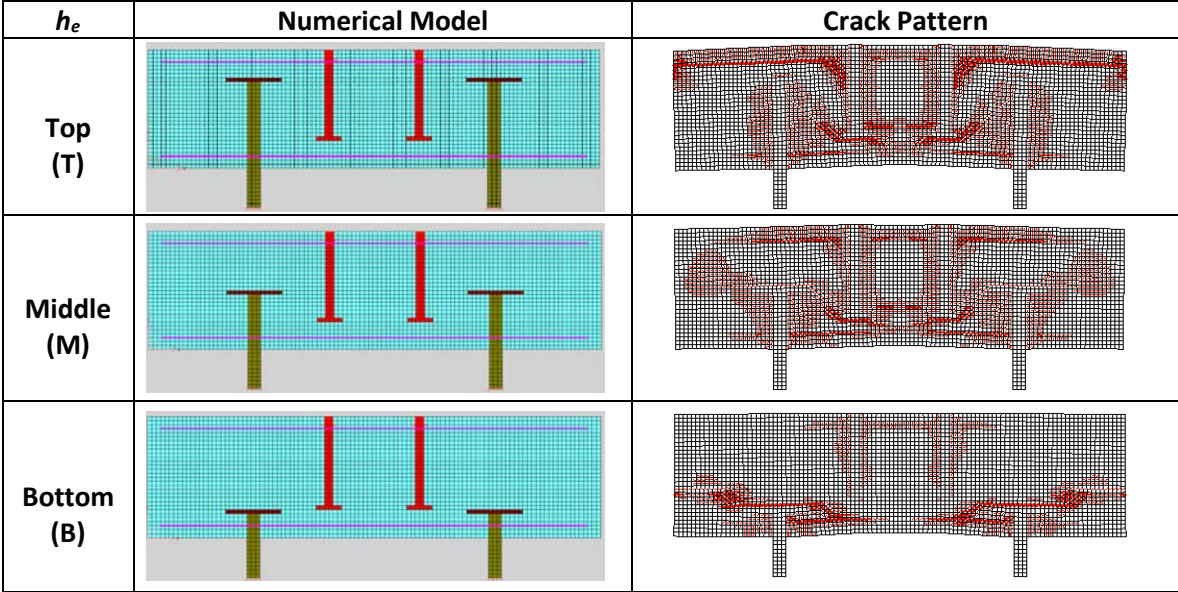 hₑ Numerical Model Crack Pattern
Top
(T)
Middle
(M)
Bottom
(B)